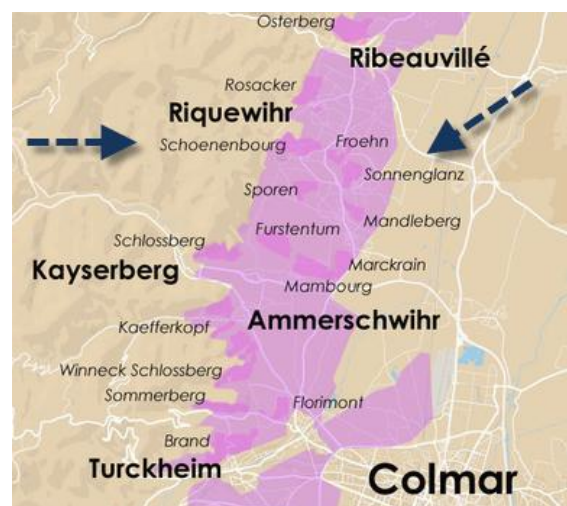 Osterberg
Ribeauvillé
Rosacker
Riquewihr
Schoenenbourg
Froehn
Sonnenglanz
Sporen
Mandleberg
Furstentum
Schlossberg
Marckrain
Kayserberg
Mambourg
Kaefferkopf
Ammerschwihr
Winneck Schlossberg
Sommerberg
Florimont
Brand
Turckheim
Colmar